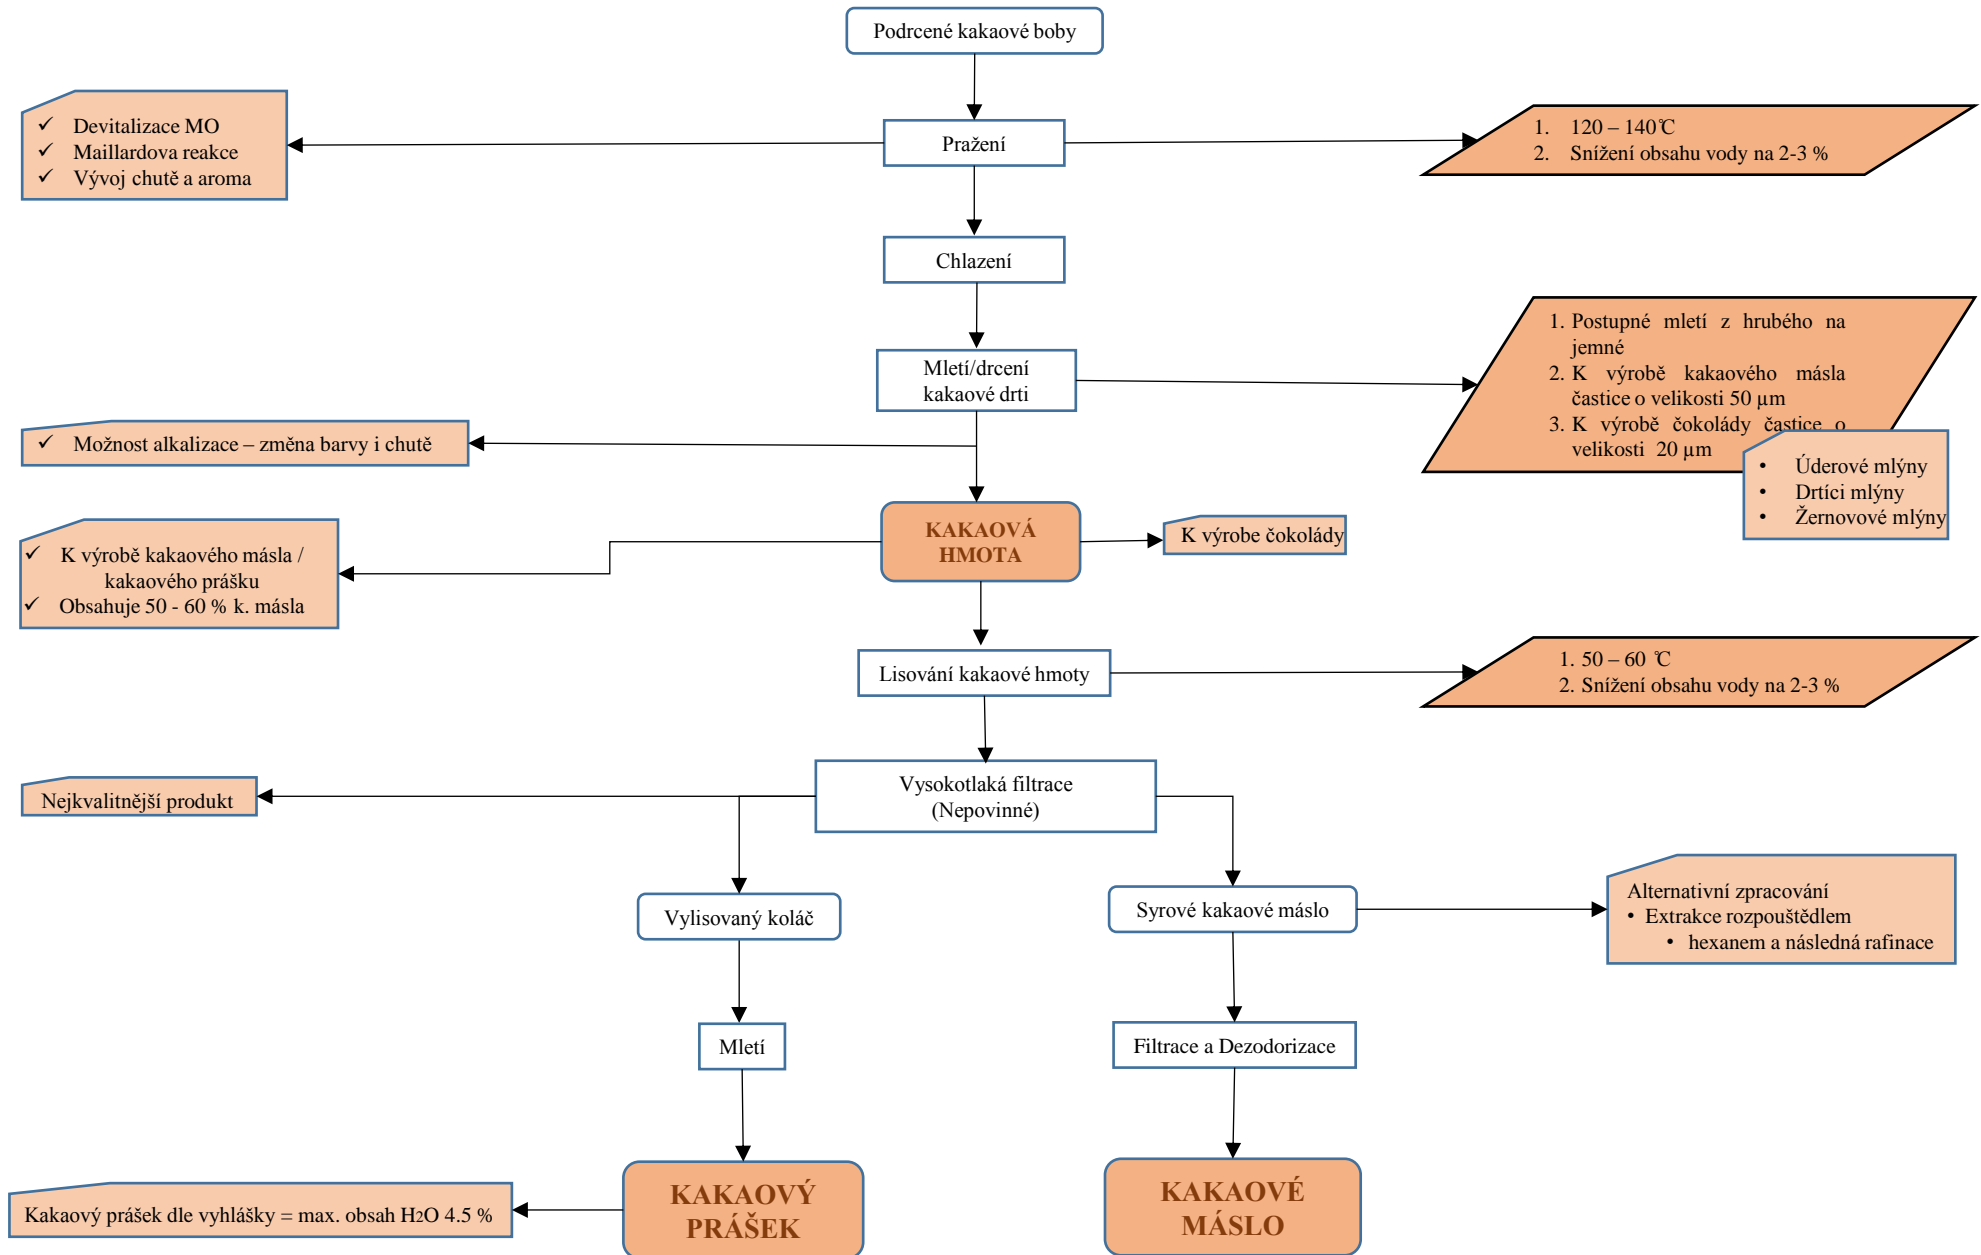 Podrcené kakaové boby
✓ Devitalizace MO
✓ Maillardova reakce
✓ Vývoj chutě a aroma
Pražení
1. 120 – 140℃
2. Snížení obsahu vody na 2-3 %
Chlazení
Mletí/drcení
kakaové drti
1. Postupné mletí z hrubého na
jemné
2. K výrobě kakaového másla
častice o velikosti 50 µm
3. K výrobě čokolády častice o
velikosti 20 µm
• Úderové mlýny
• Drtíci mlýny
• Žernovové mlýny
✓ Možnost alkalizace – změna barvy i chutě
KAKAOVÁ
HMOTA
K výrobe čokolády
✓ K výrobě kakaového másla /
kakaového prášku
✓ Obsahuje 50 - 60 % k. másla
Lisování kakaové hmoty
1. 50 – 60 ℃
2. Snížení obsahu vody na 2-3 %
Vysokotlaká filtrace
(Nepovinné)
Nejkvalitnější produkt
Vylisovaný koláč
Syrové kakaové máslo
Alternativní zpracování
• Extrakce rozpouštědlem
• hexanem a následná rafinace
Mletí
Filtrace a Dezodorizace
KAKAOVÝ
PRÁŠEK
KAKAOVÉ
MÁSLO
Kakaový prášek dle vyhlášky = max. obsah H2O 4.5 %